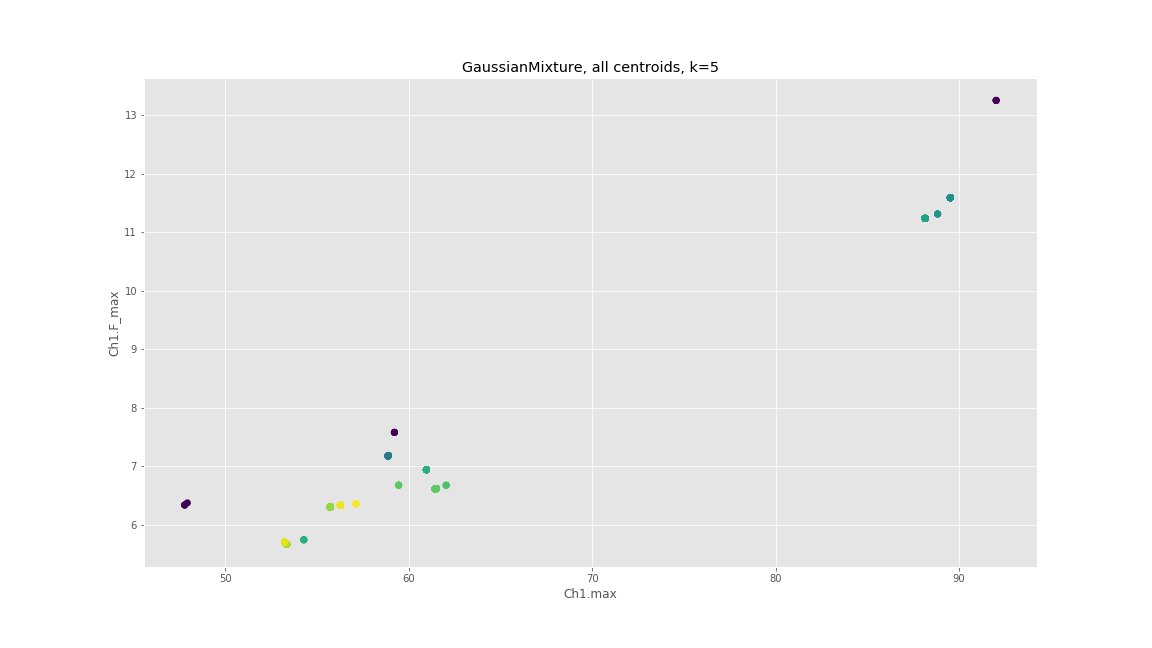 GaussianMixture, all centroids, k=5
13
12
11
10
9
8
7
6
Ch1.F_max
50 60 70 80 90
Ch1.max